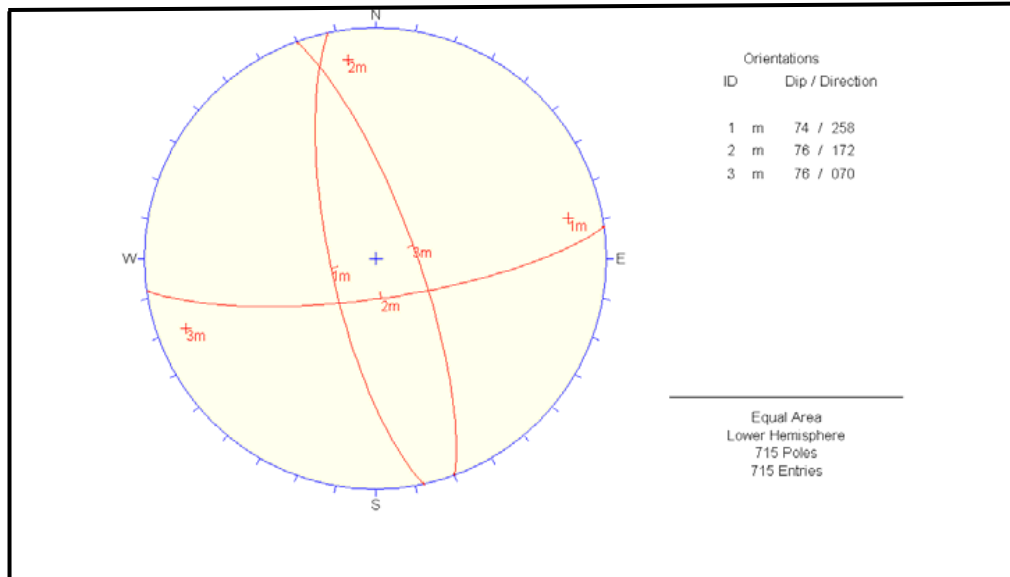 N
2m
1m
W
E
3m
1m
2m
3m
S
Orientations
ID Dip / Direction
1 m 74 / 258
2 m 76 / 172
3 m 76 / 070
Equal Area
Lower Hemisphere
715 Poles
715 Entries